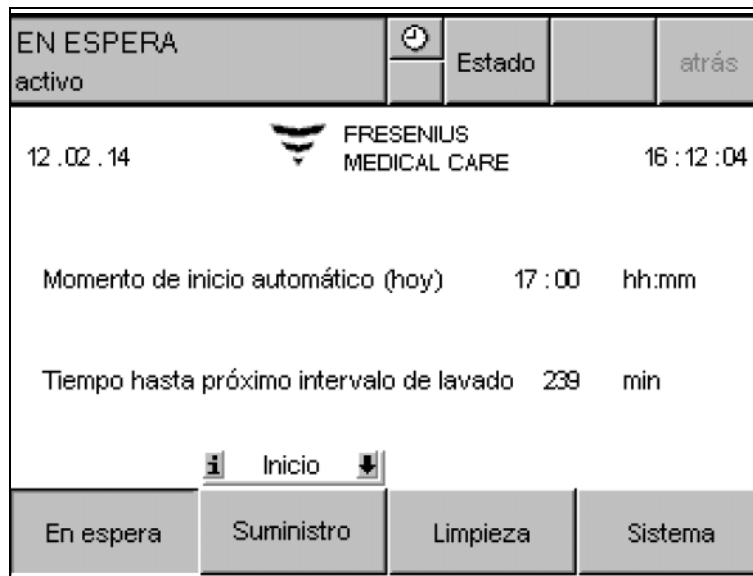 EN ESPERA
activo
Estado
atrás
12 .02 .14
FRESENIUS
MEDICAL CARE
16 : 12 : 04
Momento de inicio automático (hoy) 17 : 00 hh:mm
Tiempo hasta próximo intervalo de lavado 239 min
i Inicio
En espera
Suministro
Limpieza
Sistema